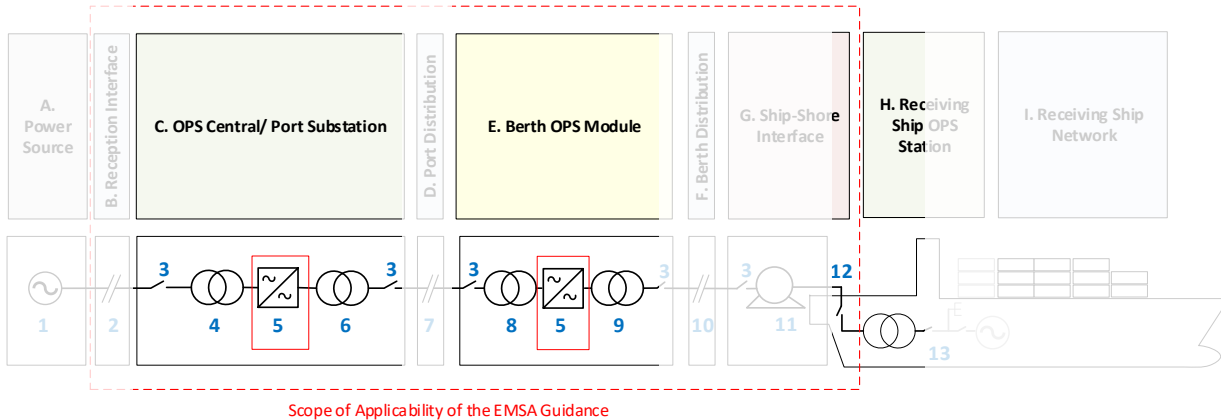 A.
Power
Source
B. Reception Interface
C. OPS Central/ Port Substation
D. Port Distribution
E. Berth OPS Module
F. Berth Distribution
G. Ship-Shore
Interface
H. Receiving
Ship OPS
Station
I. Receiving Ship
Network
3
3
3
3
3
12
1
2
4
5
6
7
8
5
9
10
11
13
Scope of Applicability of the EMSA Guidance